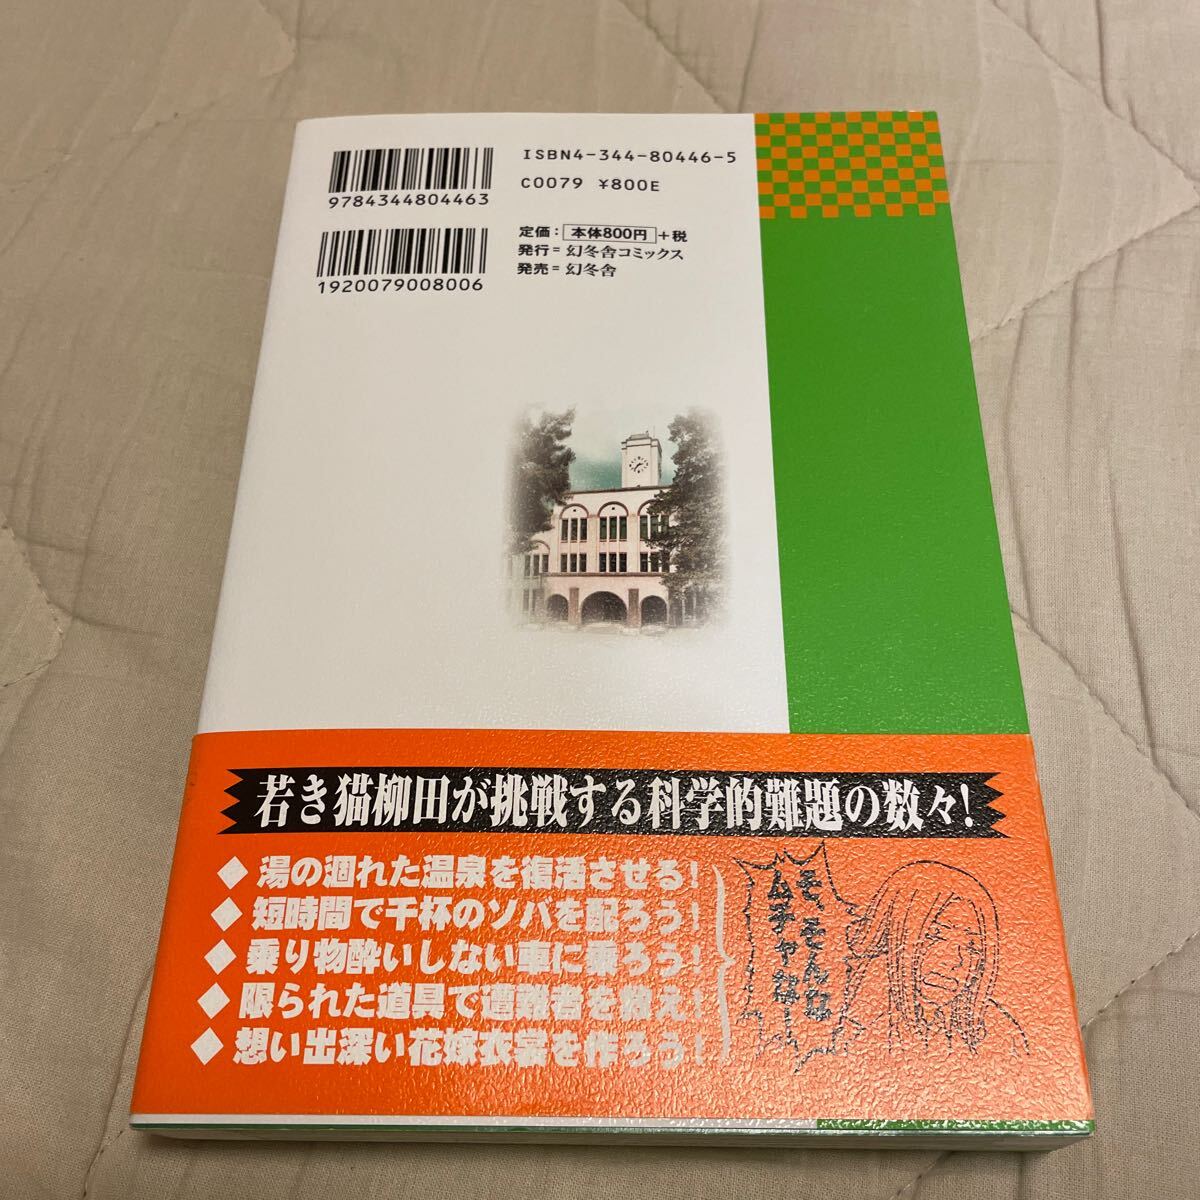 ISBN4-344-80446-5
C0079 ¥800E
9784344804463
定価：本体800円＋税
発行＝幻冬舎コミックス
発売＝幻冬舎
1920079008006
若き猫柳田が挑戦する科学的難題の数々！
◆湯の涸れた温泉を復活させる！
◆短時間で千杯のソバを配ろう！
◆乗り物酔いしない車に乗ろう！
◆限られた道具で遭難者を救え！
◆想い出深い花嫁衣裳を作ろう！
そ、そんな
ムチャな